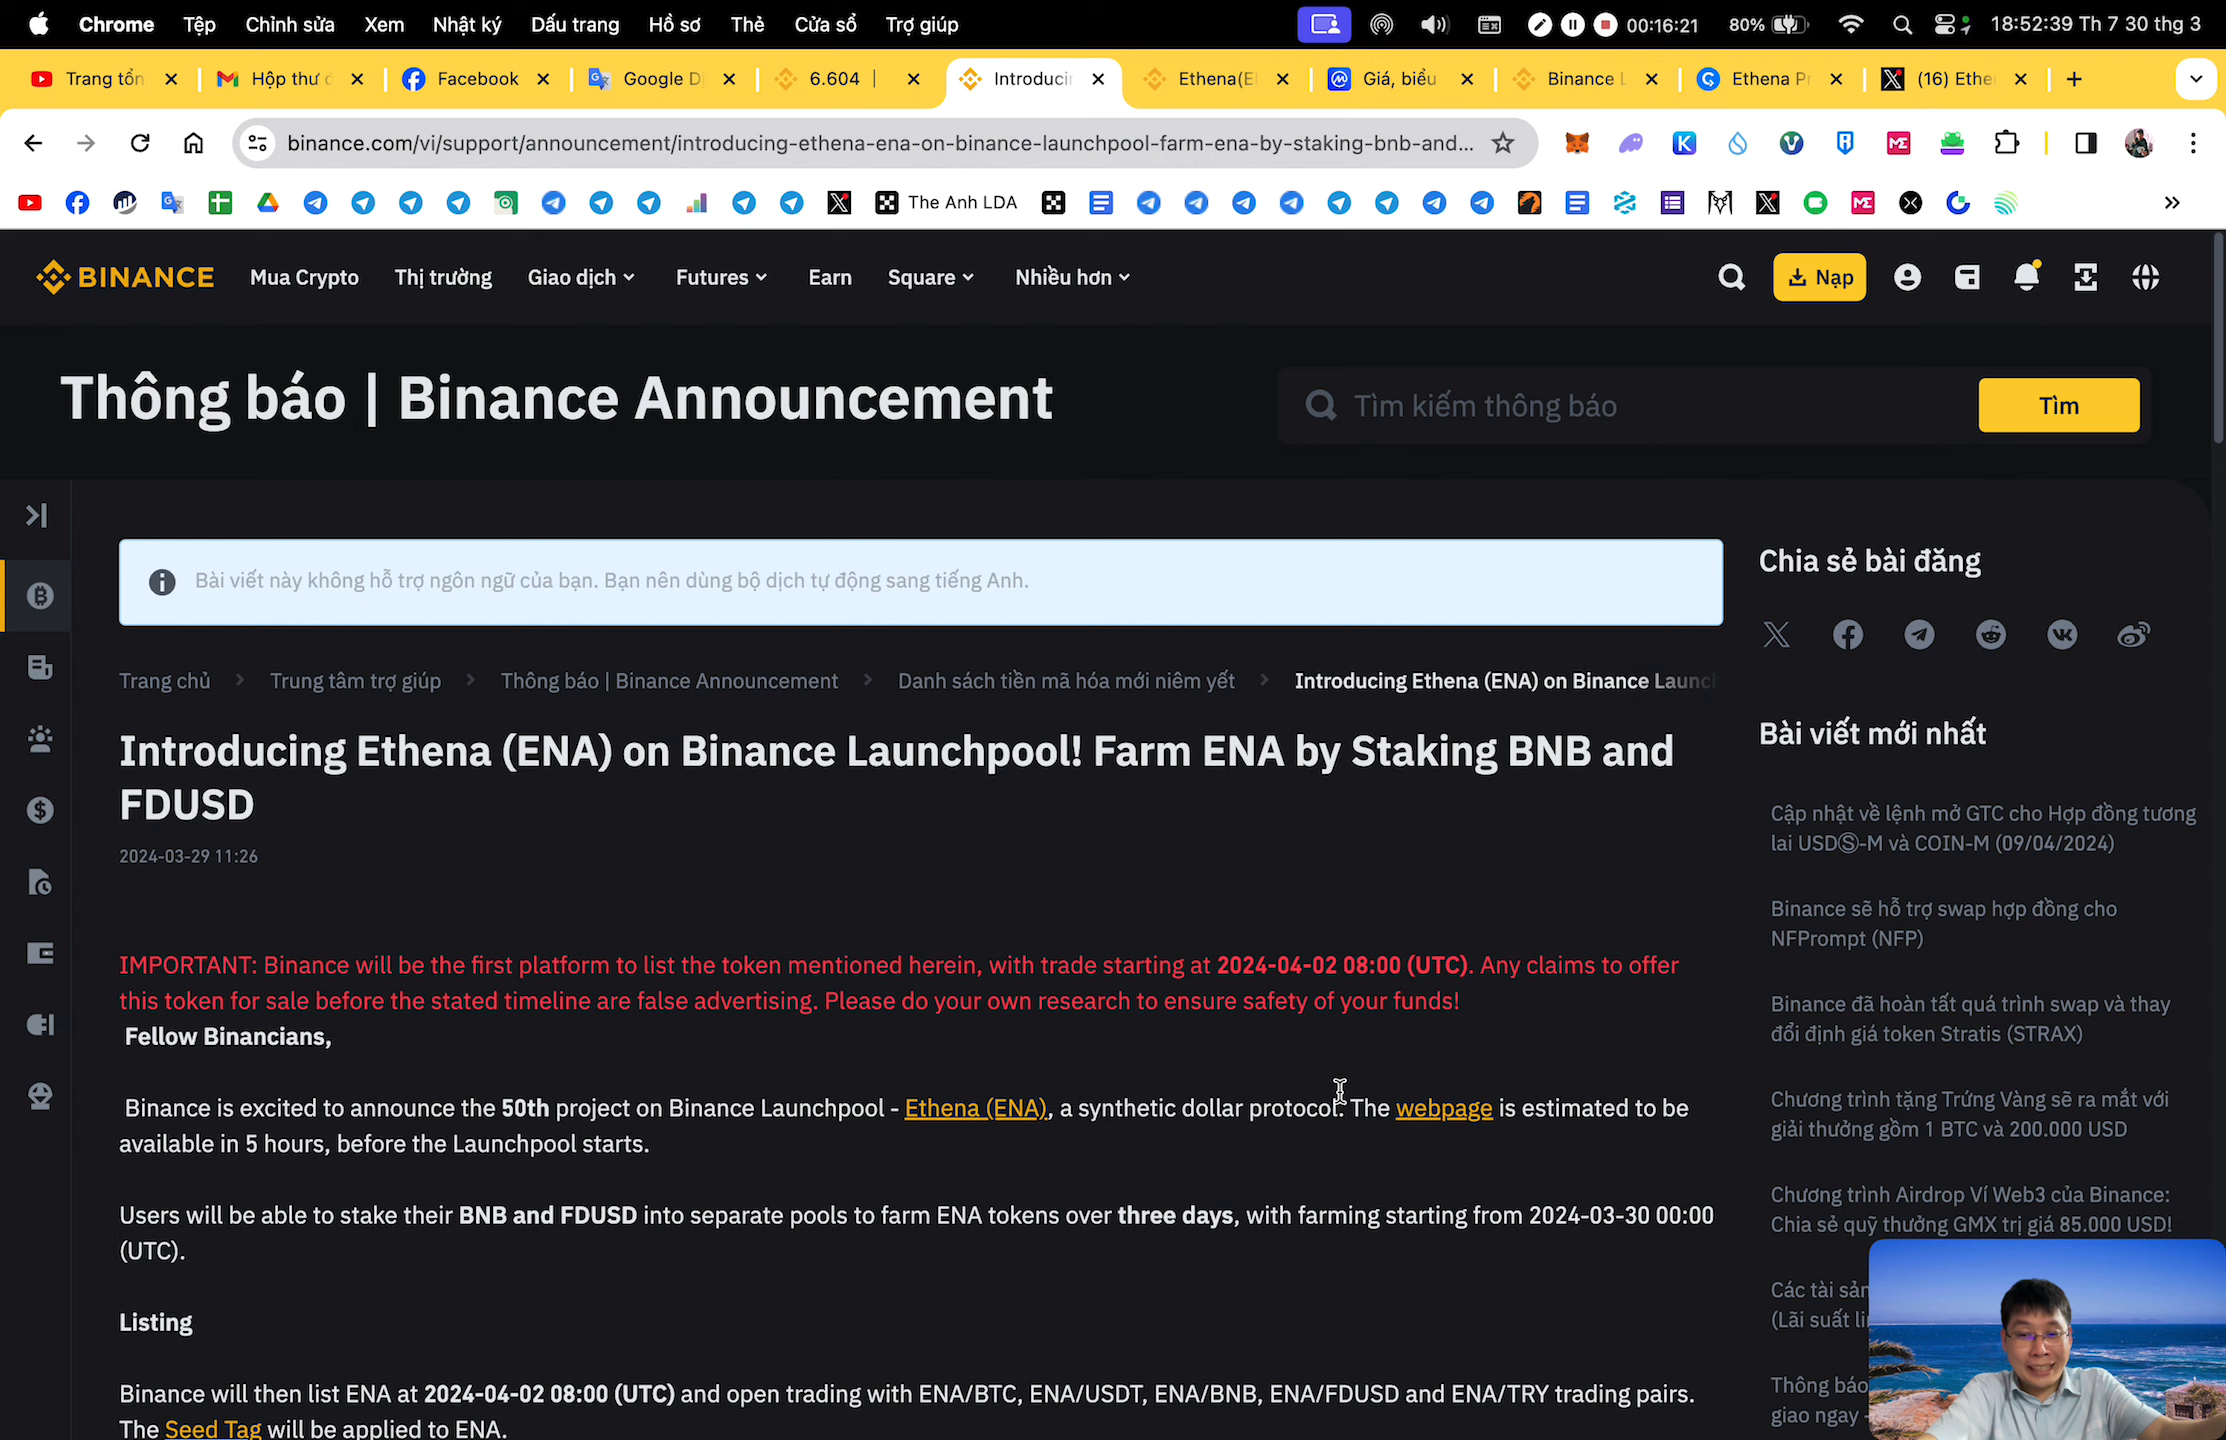 Chrome Tệp Chỉnh sửa Xem Nhật ký Dấu trang Hồ sơ Thẻ Cửa sổ Trợ giúp 00:16:21 80% 18:52:39 Th 7 30 thg 3
Trang tổn Hộp thư Facebook Google D 6.604 | Introducin Ethena(E Giá, biểu Binance L Ethena P (16) Ethe
binance.com/vi/support/announcement/introducing-ethena-ena-on-binance-launchpool-farm-ena-by-staking-bnb-and...
The Anh LDA
BINANCE Mua Crypto Thị trường Giao dịch Futures Earn Square Nhiều hơn Nạp
Thông báo | Binance Announcement
Tìm kiếm thông báo Tìm
Bài viết này không hỗ trợ ngôn ngữ của bạn. Bạn nên dùng bộ dịch tự động sang tiếng Anh.
Trang chủ Trung tâm trợ giúp Thông báo | Binance Announcement Danh sách tiền mã hóa mới niêm yết Introducing Ethena (ENA) on Binance Launch
Introducing Ethena (ENA) on Binance Launchpool! Farm ENA by Staking BNB and
FDUSD
2024-03-29 11:26
IMPORTANT: Binance will be the first platform to list the token mentioned herein, with trade starting at 2024-04-02 08:00 (UTC). Any claims to offer
this token for sale before the stated timeline are false advertising. Please do your own research to ensure safety of your funds!
Fellow Binancians,
Binance is excited to announce the 50th project on Binance Launchpool - Ethena (ENA), a synthetic dollar protocol. The webpage is estimated to be
available in 5 hours, before the Launchpool starts.
Users will be able to stake their BNB and FDUSD into separate pools to farm ENA tokens over three days, with farming starting from 2024-03-30 00:00
(UTC).
Listing
Binance will then list ENA at 2024-04-02 08:00 (UTC) and open trading with ENA/BTC, ENA/USDT, ENA/BNB, ENA/FDUSD and ENA/TRY trading pairs.
The Seed Tag will be applied to ENA.
Chia sẻ bài đăng
Bài viết mới nhất
Cập nhật về lệnh mở GTC cho Hợp đồng tương
lai USDⓈ-M và COIN-M (09/04/2024)
Binance sẽ hỗ trợ swap hợp đồng cho
NFPrompt (NFP)
Binance đã hoàn tất quá trình swap và thay
đổi định giá token Stratis (STRAX)
Chương trình tặng Trứng Vàng sẽ ra mắt với
giải thưởng gồm 1 BTC và 200.000 USD
Chương trình Airdrop Ví Web3 của Binance:
Chia sẻ quỹ thưởng GMX trị giá 85.000 USD!
Các tài sản
(Lãi suất li
Thông báo
giao ngay -